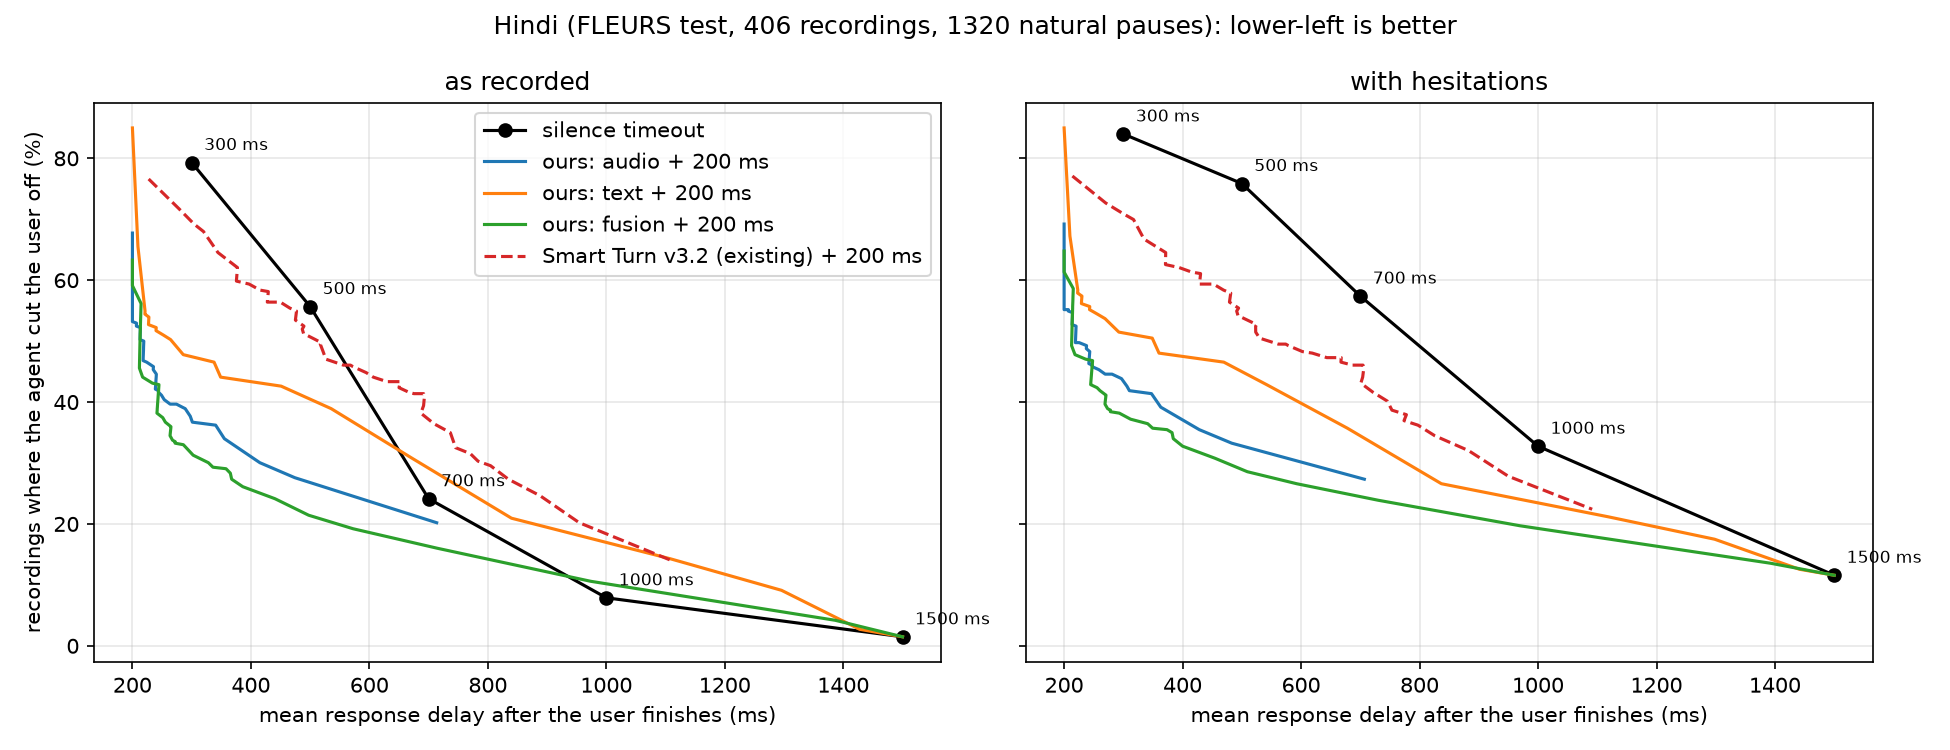 Hindi (FLEURS test, 406 recordings, 1320 natural pauses): lower-left is better
as recorded
with hesitations
recordings where the agent cut the user off (%)
80
60
40
20
0
silence timeout
ours: audio + 200 ms
ours: text + 200 ms
ours: fusion + 200 ms
Smart Turn v3.2 (existing) + 200 ms
300 ms
500 ms
700 ms
1000 ms
1500 ms
200 400 600 800 1000 1200 1400
mean response delay after the user finishes (ms)
300 ms
500 ms
700 ms
1000 ms
1500 ms
200 400 600 800 1000 1200 1400
mean response delay after the user finishes (ms)